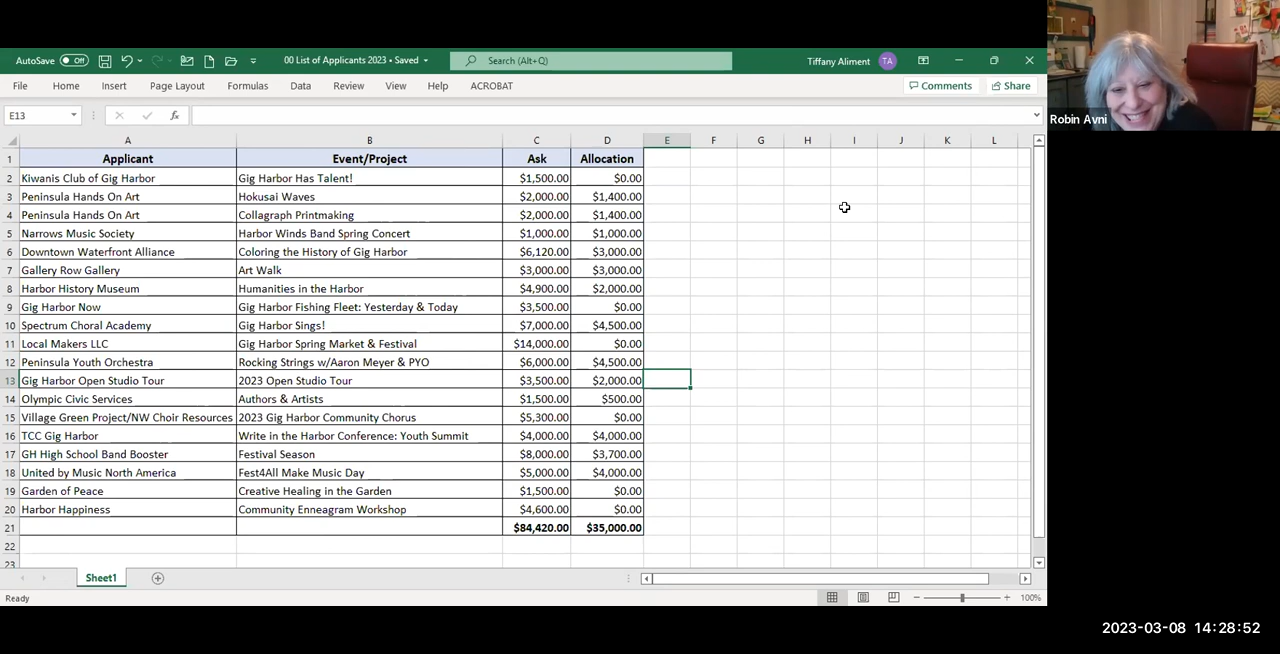 AutoSave Off 00 List of Applicants 2023 • Saved Search (Alt+Q) Tiffany Aliment TA
File Home Insert Page Layout Formulas Data Review View Help ACROBAT Comments Share
Robin Avni
E13 fx
A B C D E F G H I J K L
1 Applicant Event/Project Ask Allocation
2 Kiwanis Club of Gig Harbor Gig Harbor Has Talent! $1,500.00 $0.00
3 Peninsula Hands On Art Hokusai Waves $2,000.00 $1,400.00
4 Peninsula Hands On Art Collagraph Printmaking $2,000.00 $1,400.00
5 Narrows Music Society Harbor Winds Band Spring Concert $1,000.00 $1,000.00
6 Downtown Waterfront Alliance Coloring the History of Gig Harbor $6,120.00 $3,000.00
7 Gallery Row Gallery Art Walk $3,000.00 $3,000.00
8 Harbor History Museum Humanities in the Harbor $4,900.00 $2,000.00
9 Gig Harbor Now Gig Harbor Fishing Fleet: Yesterday & Today $3,500.00 $0.00
10 Spectrum Choral Academy Gig Harbor Sings! $7,000.00 $4,500.00
11 Local Makers LLC Gig Harbor Spring Market & Festival $14,000.00 $0.00
12 Peninsula Youth Orchestra Rocking Strings w/Aaron Meyer & PYO $6,000.00 $4,500.00
13 Gig Harbor Open Studio Tour 2023 Open Studio Tour $3,500.00 $2,000.00
14 Olympic Civic Services Authors & Artists $1,500.00 $500.00
15 Village Green Project/NW Choir Resources 2023 Gig Harbor Community Chorus $5,300.00 $0.00
16 TCC Gig Harbor Write in the Harbor Conference: Youth Summit $4,000.00 $4,000.00
17 GH High School Band Booster Festival Season $8,000.00 $3,700.00
18 United by Music North America Fest4All Make Music Day $5,000.00 $4,000.00
19 Garden of Peace Creative Healing in the Garden $1,500.00 $0.00
20 Harbor Happiness Community Enneagram Workshop $4,600.00 $0.00
21 $84,420.00 $35,000.00
22
23
Sheet1
Ready 100%
2023-03-08 14:28:52